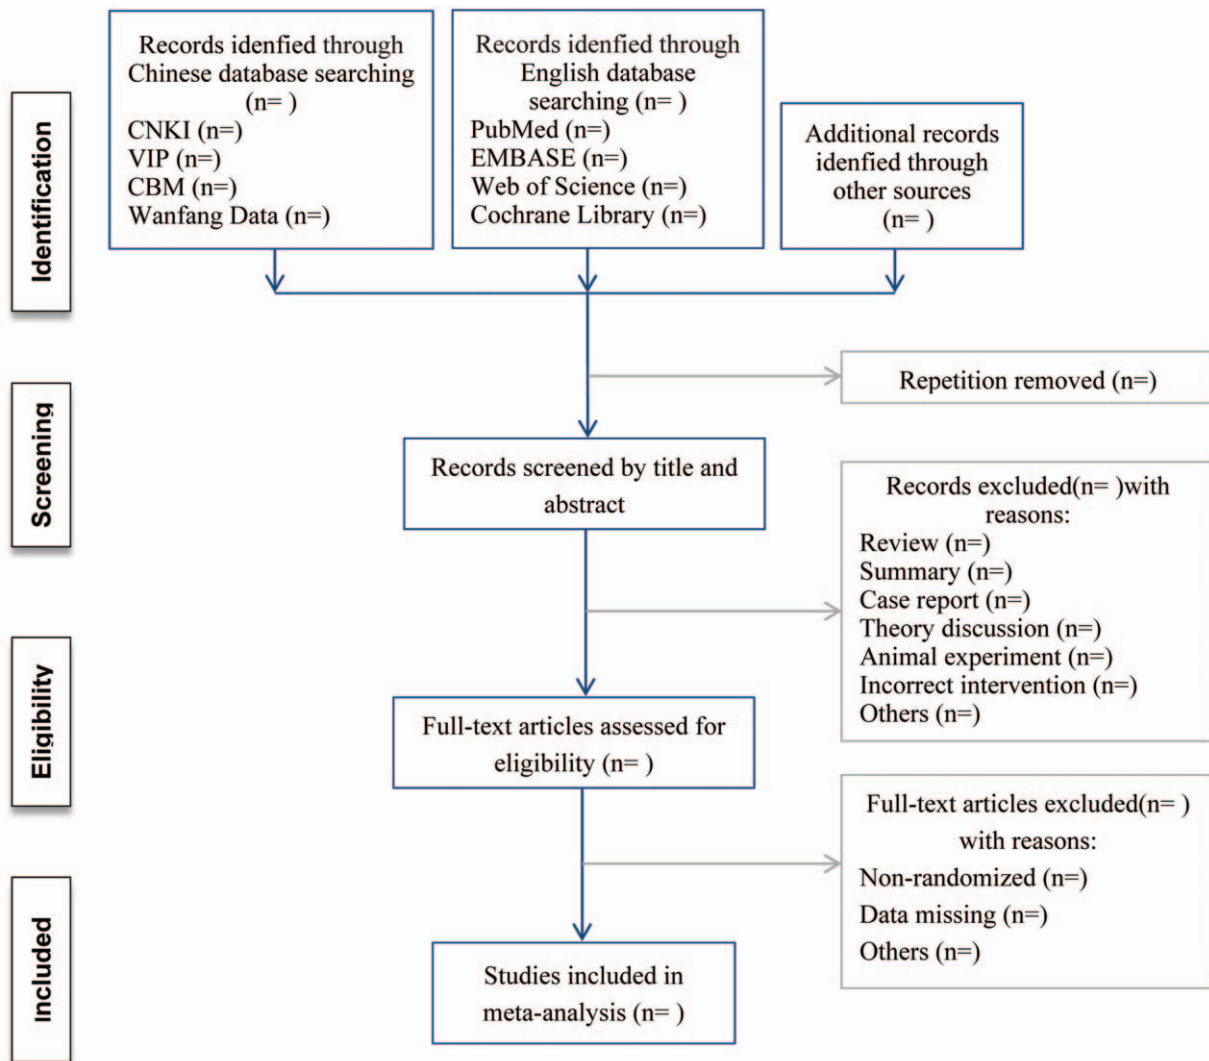 Identification
Records idenfied through
Chinese database searching
(n= )
CNKI (n=)
VIP (n=)
CBM (n=)
Wanfang Data (n=)
Records idenfied through
English database
searching (n= )
PubMed (n=)
EMBASE (n=)
Web of Science (n=)
Cochrane Library (n=)
Additional records
idenfied through
other sources
(n= )
Repetition removed (n=)
Screening
Records screened by title and
abstract
Records excluded(n= )with
reasons:
Review (n=)
Summary (n=)
Case report (n=)
Theory discussion (n=)
Animal experiment (n=)
Incorrect intervention (n=)
Others (n=)
Eligibility
Full-text articles assessed for
eligibility (n= )
Full-text articles excluded(n= )
with reasons:
Non-randomized (n=)
Data missing (n=)
Others (n=)
Included
Studies included in
meta-analysis (n= )